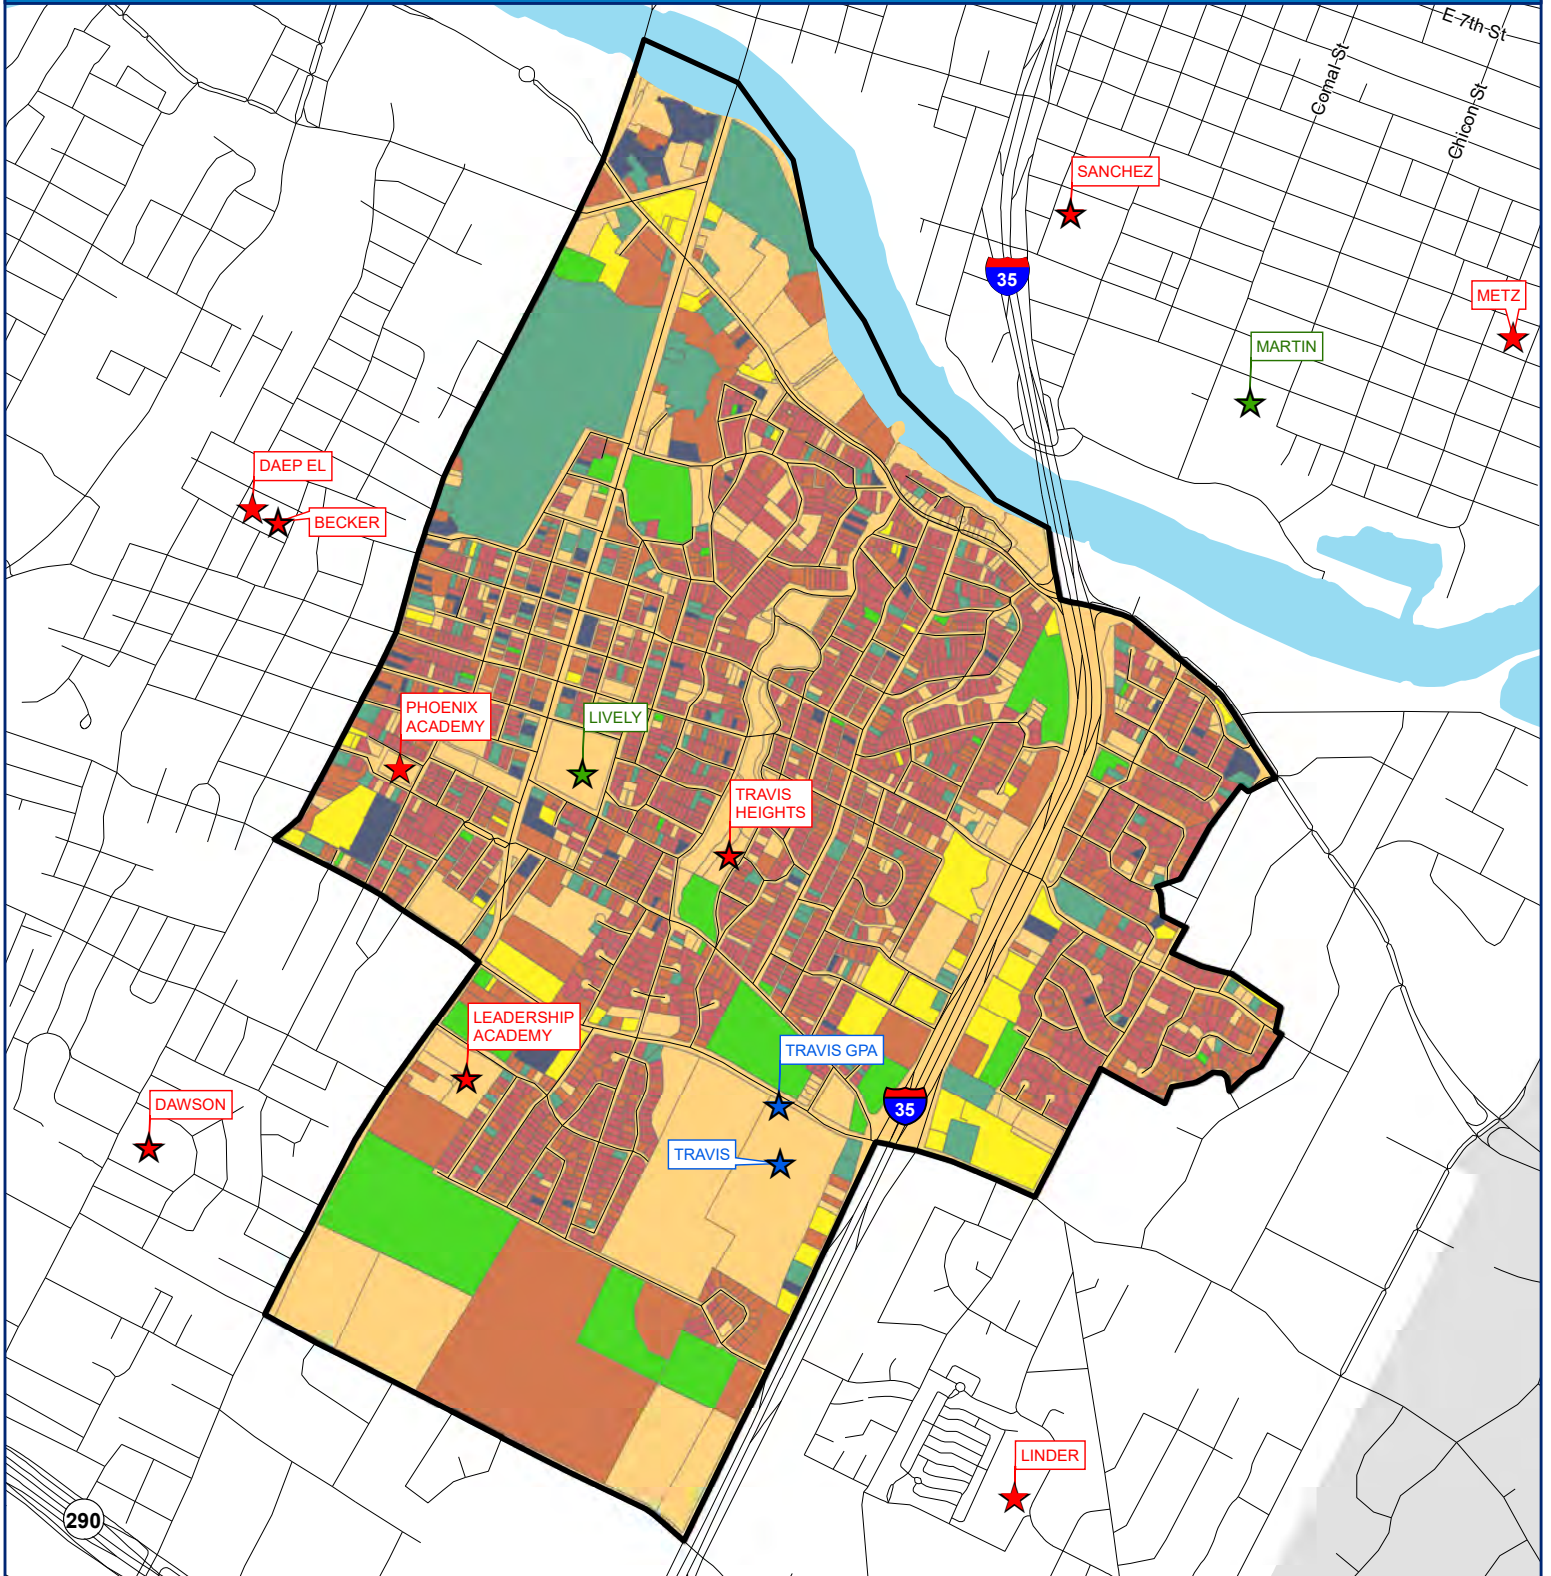 E 7th St
Comal St
Chicon St
SANCHEZ
35
METZ
MARTIN
DAEP EL
BECKER
PHOENIX
ACADEMY
LIVELY
TRAVIS
HEIGHTS
LEADERSHIP
ACADEMY
TRAVIS GPA
35
DAWSON
TRAVIS
LINDER
290